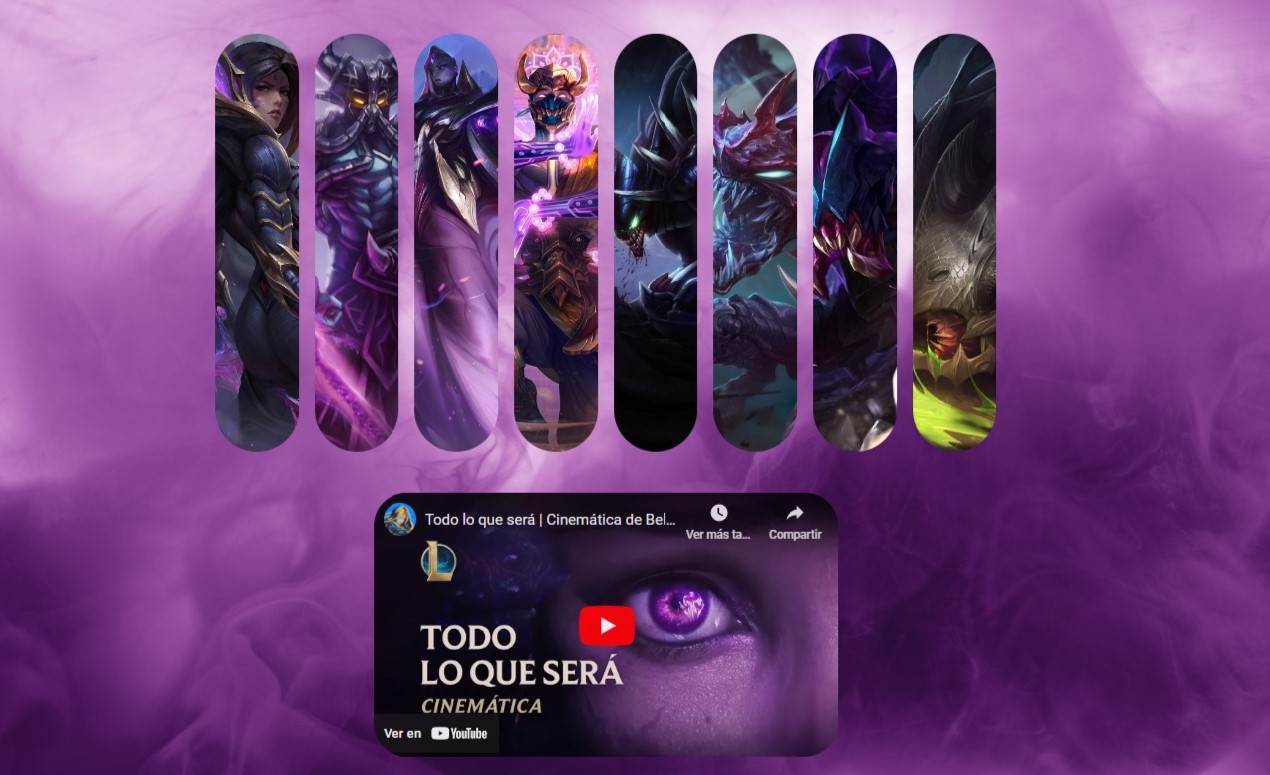 Todo lo que será | Cinemática de Bel...
Ver más ta...
Compartir
TODO
LO QUE SERÁ
CINEMÁTICA
Ver en YouTube